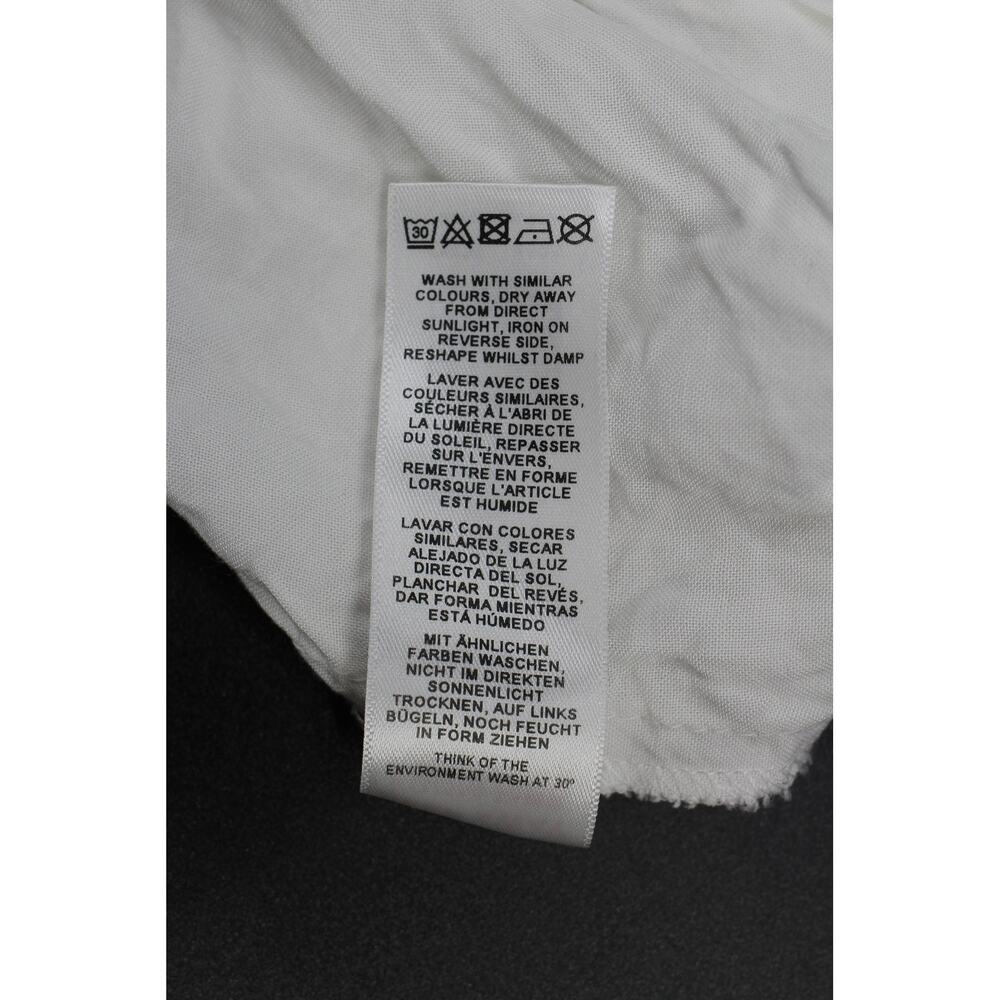 30
WASH WITH SIMILAR
COLOURS, DRY AWAY
FROM DIRECT
SUNLIGHT, IRON ON
REVERSE SIDE,
RESHAPE WHILST DAMP
LAVER AVEC DES
COULEURS SIMILAIRES,
SÉCHER À L'ABRI DE
LA LUMIÈRE DIRECTE
DU SOLEIL, REPASSER
SUR L'ENVERS,
REMETTRE EN FORME
LORSQUE L'ARTICLE
EST HUMIDE
LAVAR CON COLORES
SIMILARES, SECAR
ALEJADO DE LA LUZ
DIRECTA DEL SOL,
PLANCHAR DEL REVÉS,
DAR FORMA MIENTRAS
ESTÁ HÚMEDO
MIT ÄHNLICHEN
FARBEN WASCHEN,
NICHT IM DIREKTEN
SONNENLICHT
TROCKNEN, AUF LINKS
BÜGELN, NOCH FEUCHT
IN FORM ZIEHEN
THINK OF THE
ENVIRONMENT WASH AT 30°